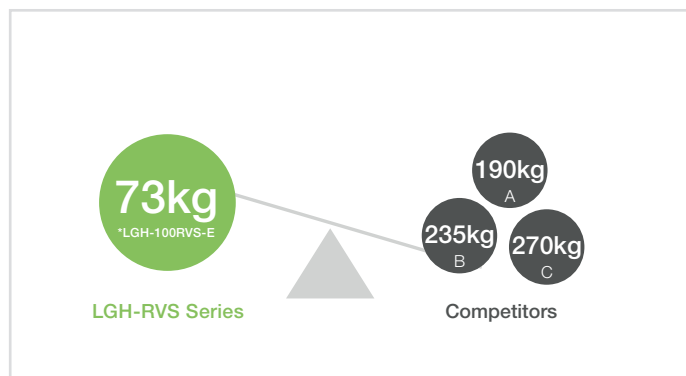 73kg
*LGH-100RVS-E
LGH-RVS Series
190kg
A
235kg
B
270kg
C
Competitors